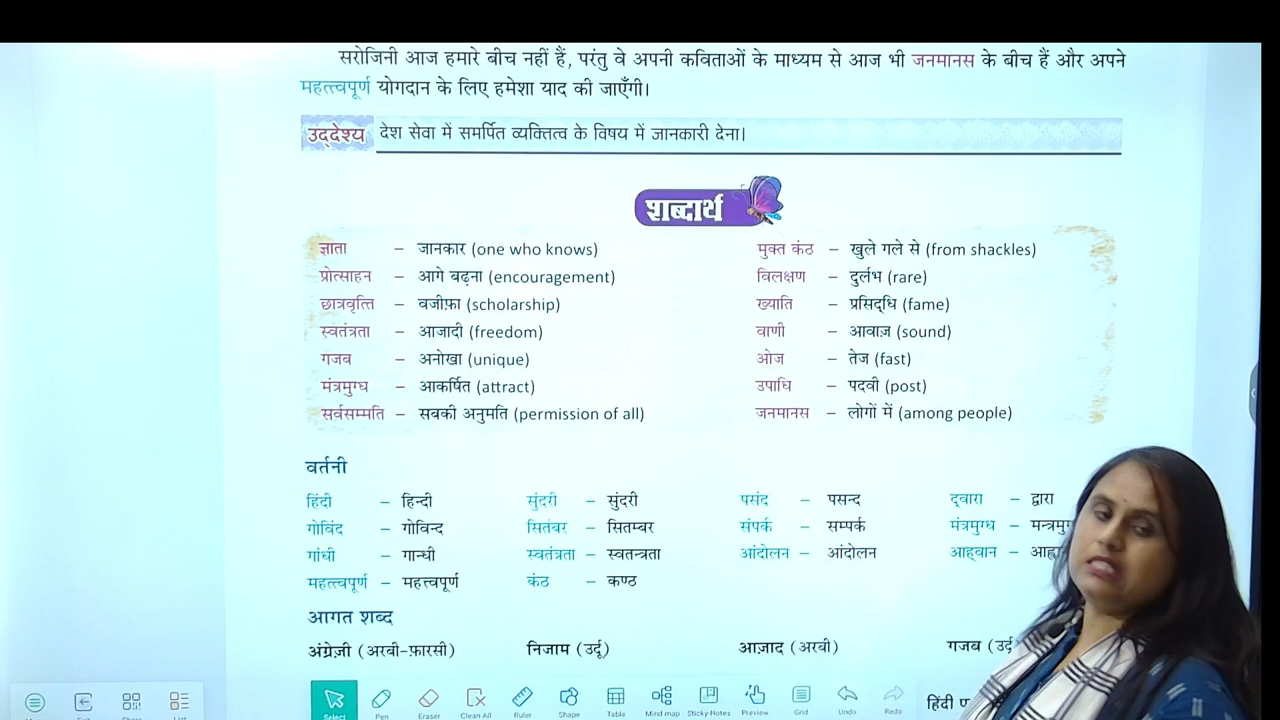 सरोजिनी आज हमारे बीच नहीं हैं, परंतु वे अपनी कविताओं के माध्यम से आज भी जनमानस के बीच हैं और अपने
महत्त्वपूर्ण योगदान के लिए हमेशा याद की जाएँगी।
उद्देश्य देश सेवा में समर्पित व्यक्तित्व के विषय में जानकारी देना।
शब्दार्थ
ज्ञाता – जानकार (one who knows) मुक्त कंठ – खुले गले से (from shackles)
प्रोत्साहन – आगे बढ़ना (encouragement) विलक्षण – दुर्लभ (rare)
छात्रवृत्ति – वजीफ़ा (scholarship) ख्याति – प्रसिद्धि (fame)
स्वतंत्रता – आजादी (freedom) वाणी – आवाज़ (sound)
गजब – अनोखा (unique) ओज – तेज (fast)
मंत्रमुग्ध – आकर्षित (attract) उपाधि – पदवी (post)
सर्वसम्मति – सबकी अनुमति (permission of all) जनमानस – लोगों में (among people)
वर्तनी
हिंदी – हिन्दी सुंदरी – सुंदरी पसंद – पसन्द द्‌वारा – द्वारा
गोविंद – गोविन्द सितंबर – सितम्बर संपर्क – सम्पर्क मंत्रमुग्ध –
गांधी – गान्धी स्वतंत्रता – स्वतन्त्रता आंदोलन – आंदोलन आह्‌वान –
महत्त्वपूर्ण – महत्त्वपूर्ण कंठ – कण्ठ
आगत शब्द
अंग्रेज़ी (अरबी-फ़ारसी) निजाम (उर्दू) आज़ाद (अरबी) गजब
हिंदी
Select Pen Eraser Clean All Ruler Shape Table Mind map Sticky-Notes Preview Grid Undo Redo